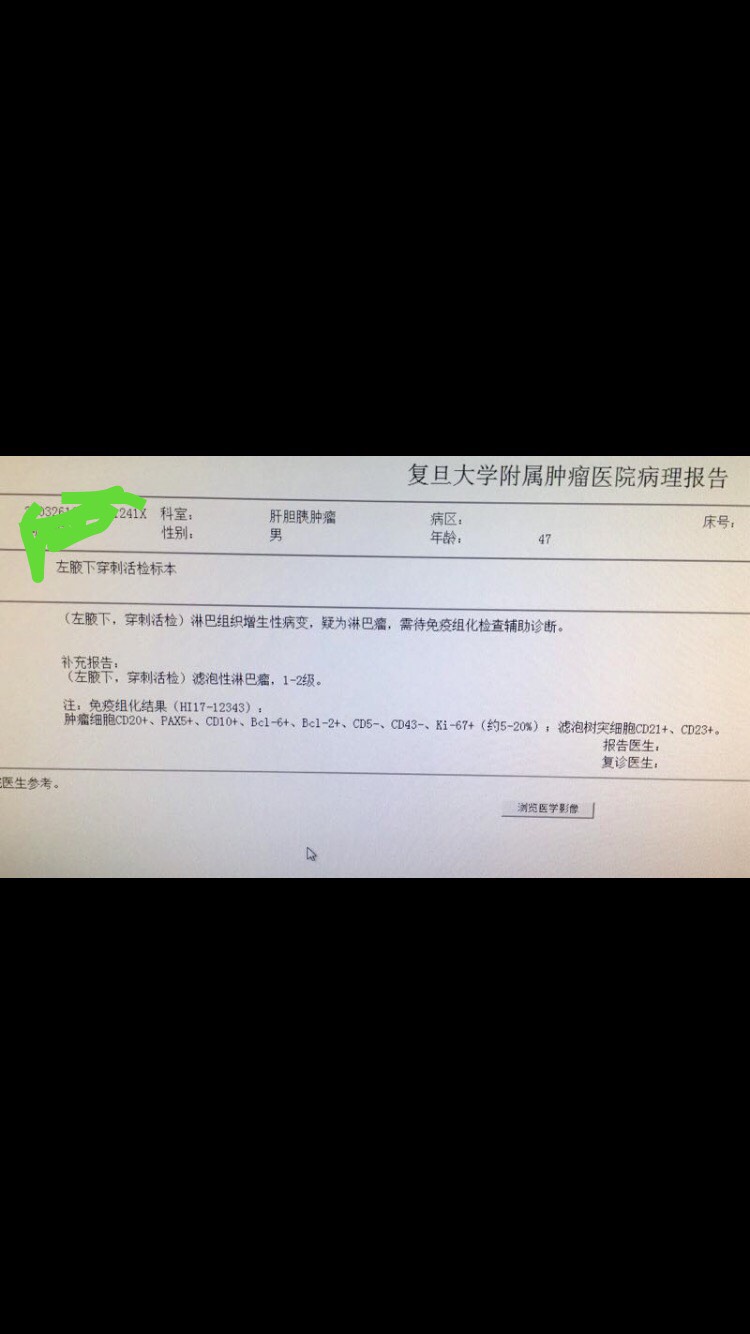 复旦大学附属肿瘤医院病理报告
241X 科室： 肝胆胰肿瘤 病区： 床号：
性别： 男 年龄： 47
左腋下穿刺活检标本
（左腋下，穿刺活检）淋巴组织增生性病变，疑为淋巴瘤，需待免疫组化检查辅助诊断。
补充报告：
（左腋下，穿刺活检）滤泡性淋巴瘤，1-2级。
注：免疫组化结果（HI17-12343）：
肿瘤细胞CD20+、PAX5+、CD10+、Bcl-6+、Bcl-2+、CD5-、CD43-、Ki-67+（约5-20%）；滤泡树突细胞CD21+、CD23+。
报告医生：
复诊医生：
医生参考。
浏览医学影像